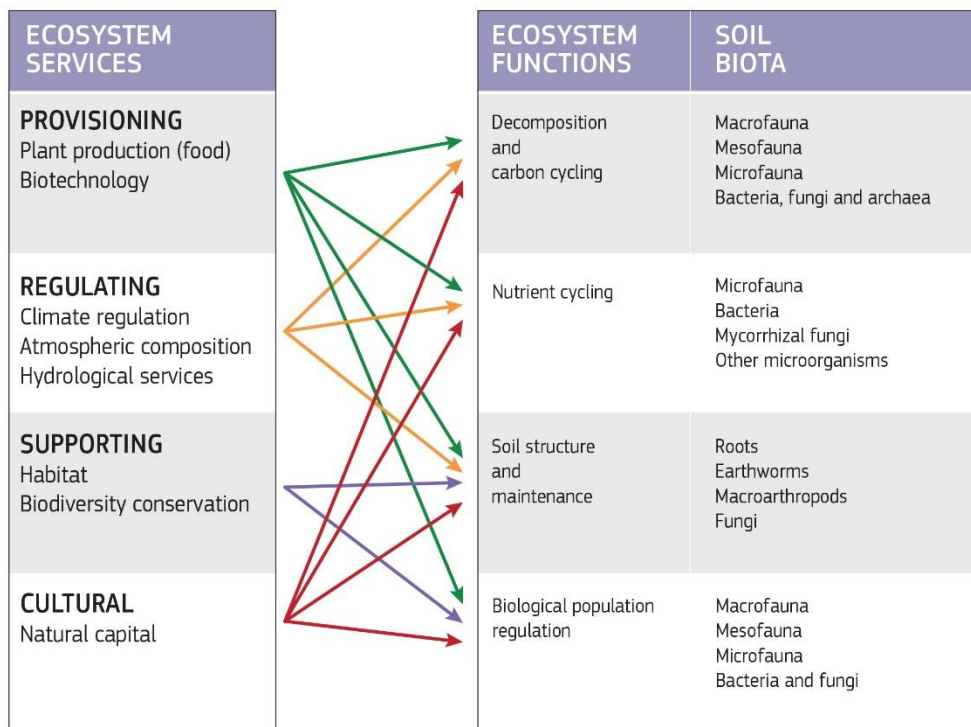 ECOSYSTEM
SERVICES
PROVISIONING
Plant production (food)
Biotechnology
REGULATING
Climate regulation
Atmospheric composition
Hydrological services
SUPPORTING
Habitat
Biodiversity conservation
CULTURAL
Natural capital
ECOSYSTEM
FUNCTIONS
SOIL
BIOTA
Decomposition
and
carbon cycling
Macrofauna
Mesofauna
Microfauna
Bacteria, fungi and archaea
Nutrient cycling
Microfauna
Bacteria
Mycorrhizal fungi
Other microorganisms
Soil structure
and
maintenance
Roots
Earthworms
Macroarthropods
Fungi
Biological population
regulation
Macrofauna
Mesofauna
Microfauna
Bacteria and fungi